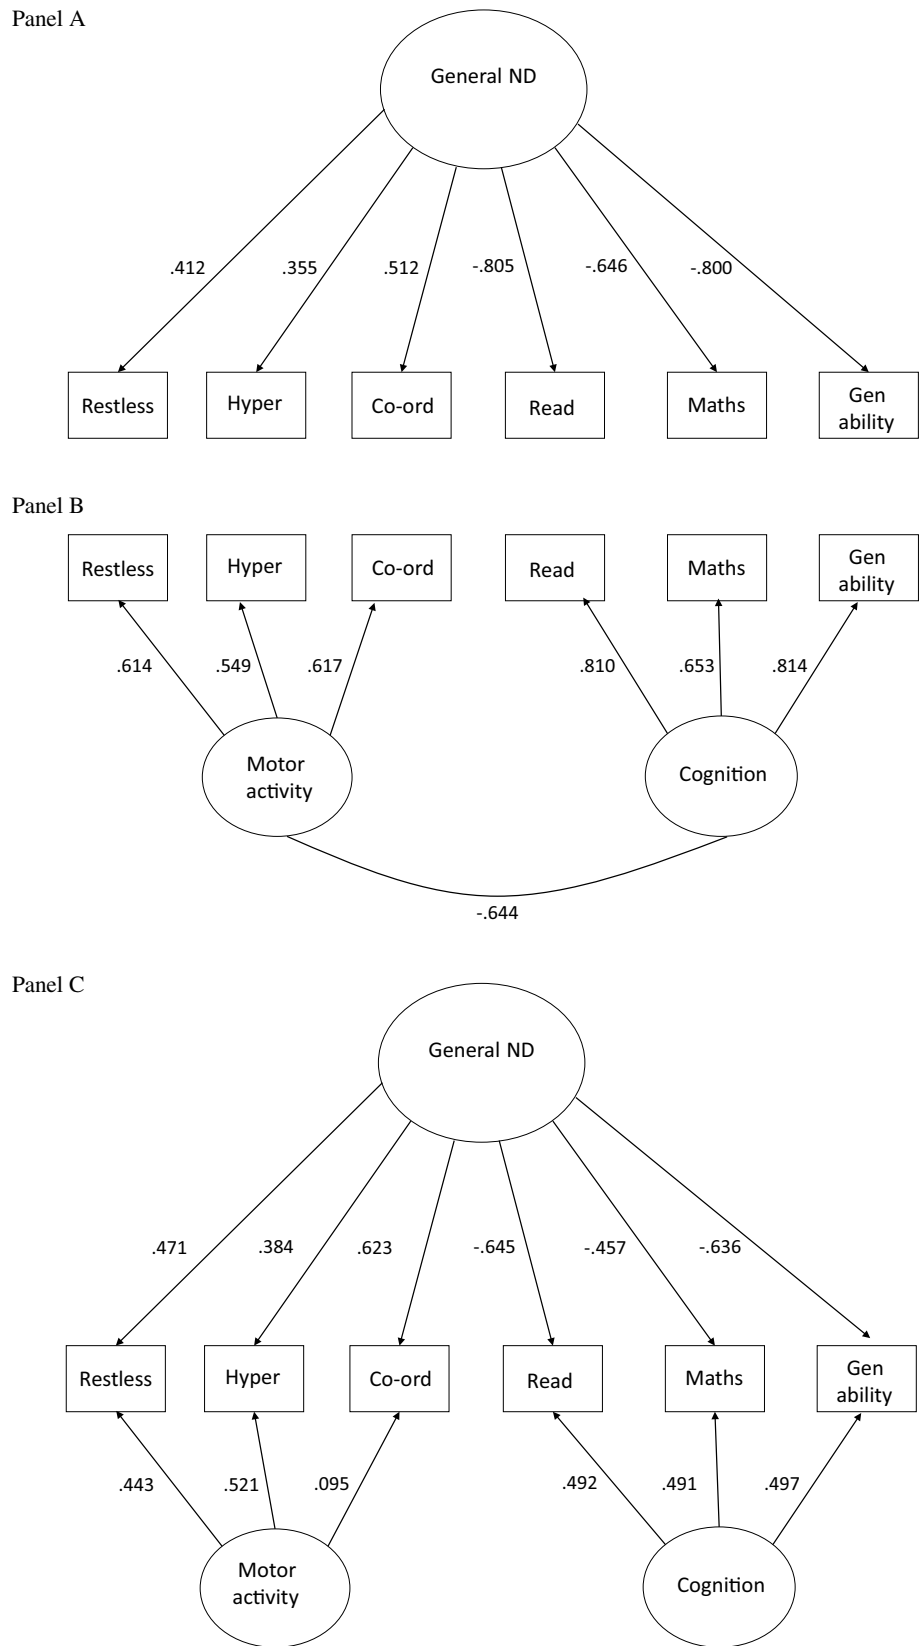 Panel A
General ND
.412 .355 .512 -.805 -.646 -.800
Restless Hyper Co-ord Read Maths Gen
ability
Panel B
Restless Hyper Co-ord Read Maths Gen
ability
.614 .549 .617 .810 .653 .814
Motor
activity
Cognition
-.644
Panel C
General ND
.471 .384 .623 -.645 -.457 -.636
Restless Hyper Co-ord Read Maths Gen
ability
.443 .521 .095 .492 .491 .497
Motor
activity
Cognition